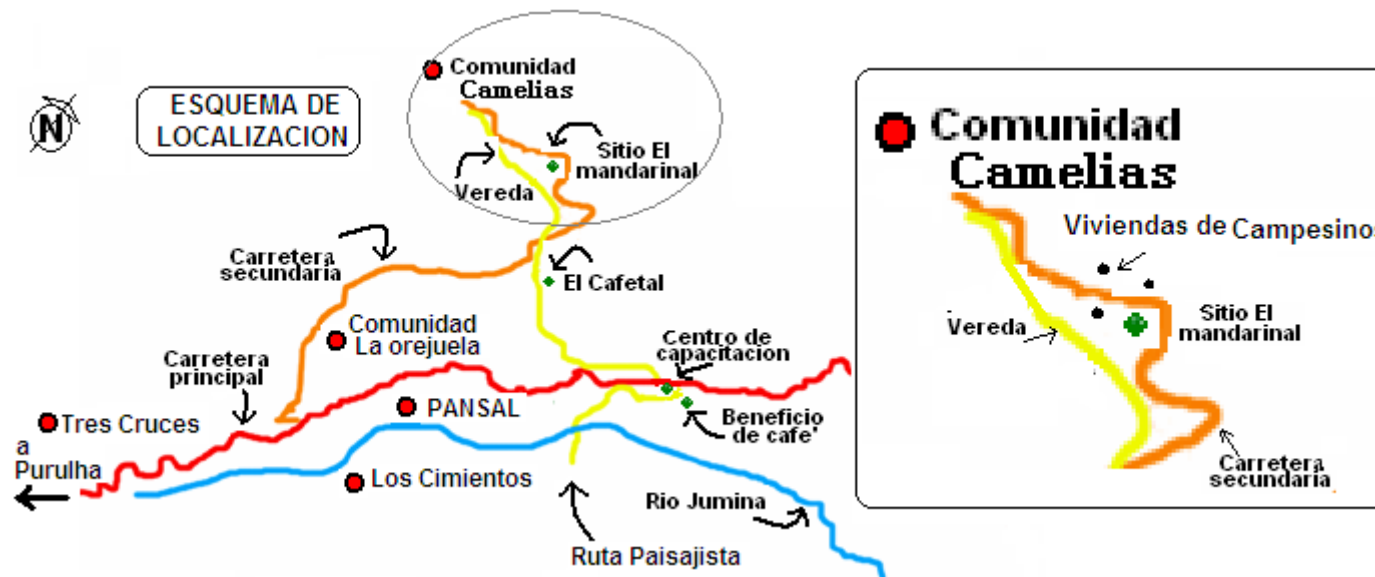 N
ESQUEMA DE
LOCALIZACION
Comunidad
Camelias
Sitio El
mandarinal
Vereda
Carretera
secundaria
El Cafetal
Comunidad
La orejuela
Centro de
capacitacion
Carretera
principal
Tres Cruces
PANSAL
Beneficio
de cafe'
a
Purulha
Los Cimientos
Rio Jumina
Ruta Paisajista
Comunidad
Camelias
Viviendas de Campesinos
Sitio El
mandarinal
Vereda
Carretera
secundaria